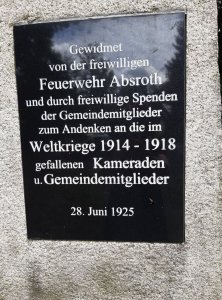 Gewidmet
von der freiwilligen
Feuerwehr Absroth
und durch freiwillige Spenden
der Gemeindemitglieder
zum Andenken an die im
Weltkriege 1914 - 1918
gefallenen Kameraden
u. Gemeindemitglieder
28. Juni 1925